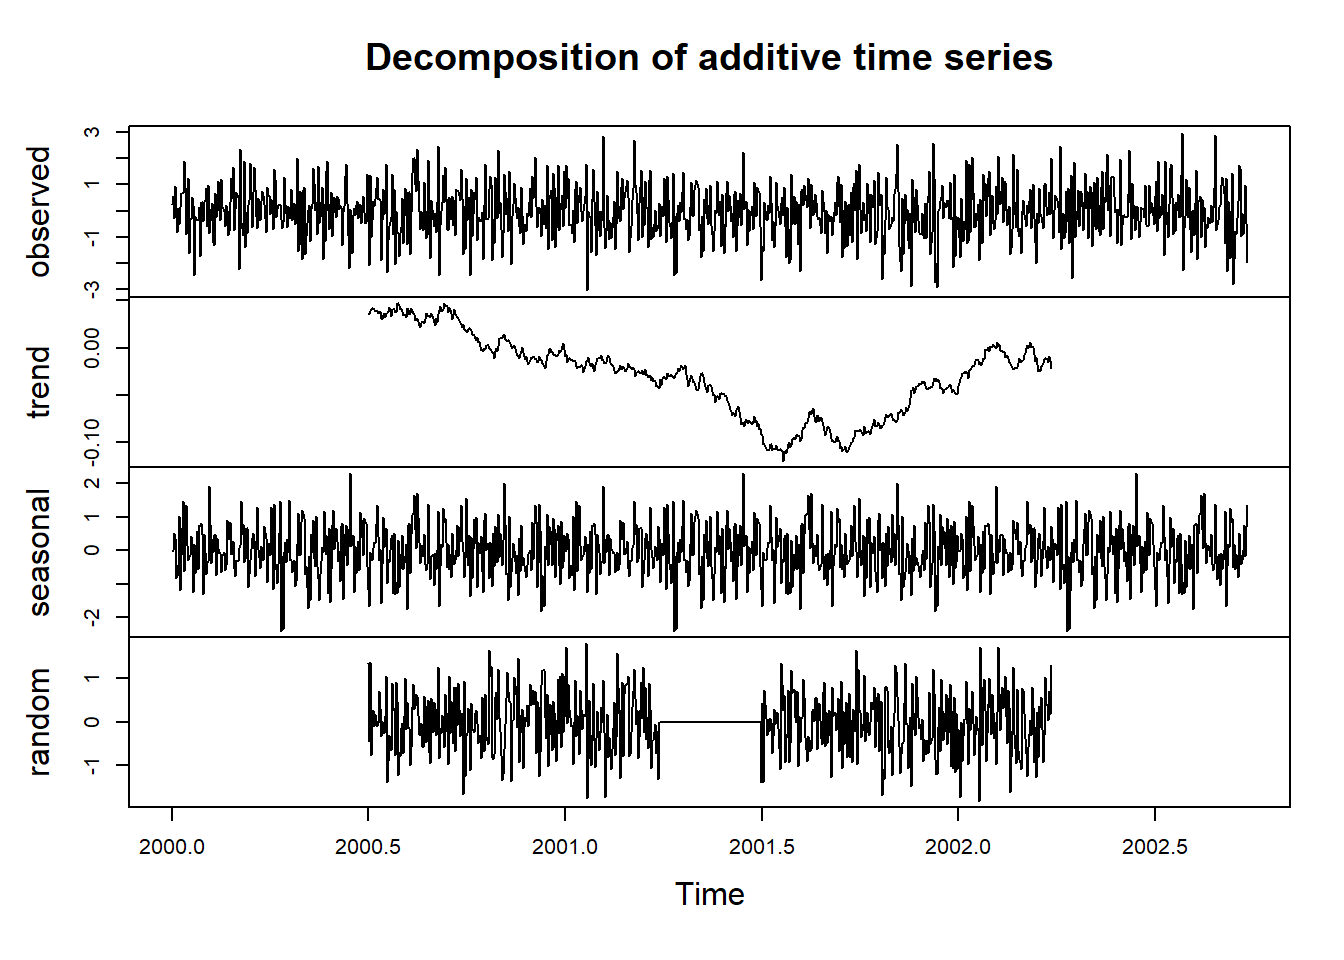 Decomposition of additive time series
observed
3
1
-1
-3
trend
0.00
-0.10
seasonal
2
1
0
-2
random
1
0
-1
2000.0 2000.5 2001.0 2001.5 2002.0 2002.5
Time